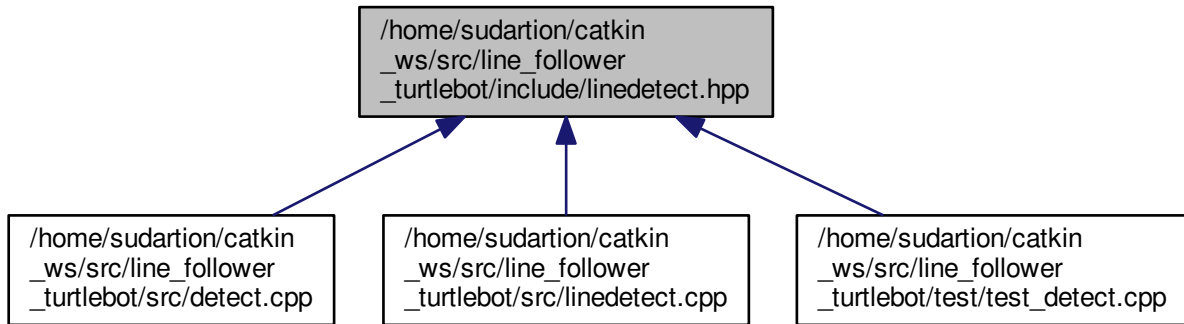 /home/sudartion/catkin
_ws/src/line_follower
_turtlebot/include/linedetect.hpp
/home/sudartion/catkin
_ws/src/line_follower
_turtlebot/src/detect.cpp
/home/sudartion/catkin
_ws/src/line_follower
_turtlebot/src/linedetect.cpp
/home/sudartion/catkin
_ws/src/line_follower
_turtlebot/test/test_detect.cpp